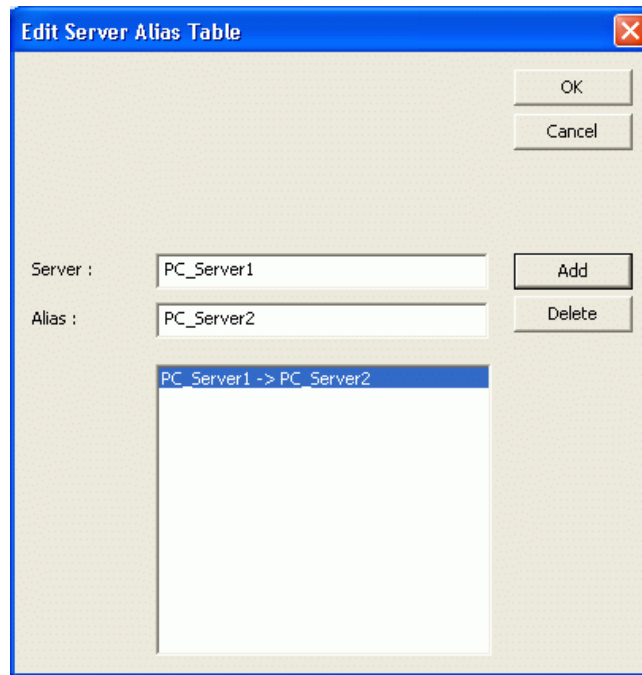 Edit Server Alias Table
OK
Cancel
Server : PC_Server1 Add
Alias : PC_Server2 Delete
PC_Server1 -> PC_Server2